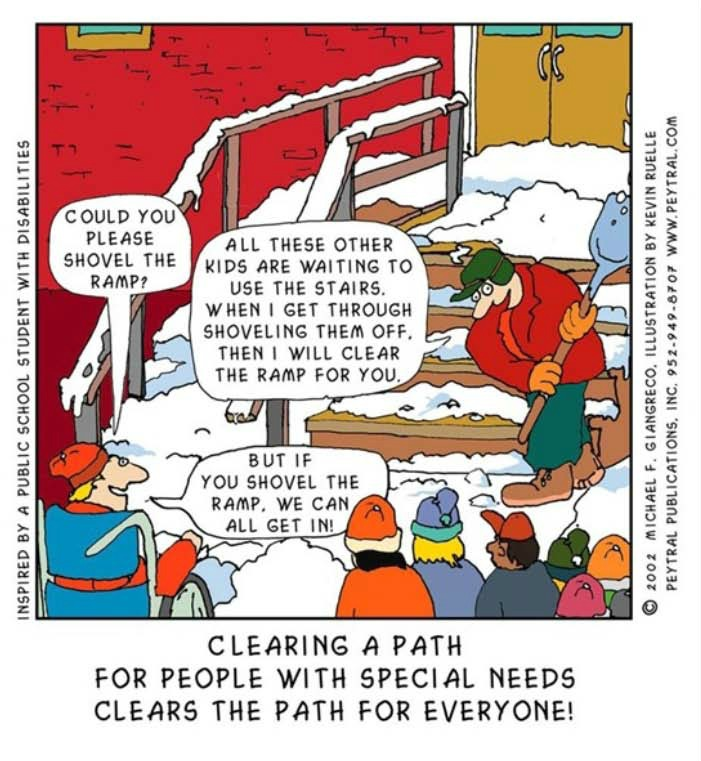 COULD YOU
PLEASE
SHOVEL THE
RAMP?
ALL THESE OTHER
KIDS ARE WAITING TO
USE THE STAIRS.
WHEN I GET THROUGH
SHOVELING THEM OFF,
THEN I WILL CLEAR
THE RAMP FOR YOU.
BUT IF
YOU SHOVEL THE
RAMP, WE CAN
ALL GET IN!
INSPIRED BY A PUBLIC SCHOOL STUDENT WITH DISABILITIES
© 2002 MICHAEL F. GIANGRECO, ILLUSTRATION BY KEVIN RUELLE
PEYTRAL PUBLICATIONS, INC. 952-949-8707 WWW.PEYTRAL.COM
CLEARING A PATH
FOR PEOPLE WITH SPECIAL NEEDS
CLEARS THE PATH FOR EVERYONE!